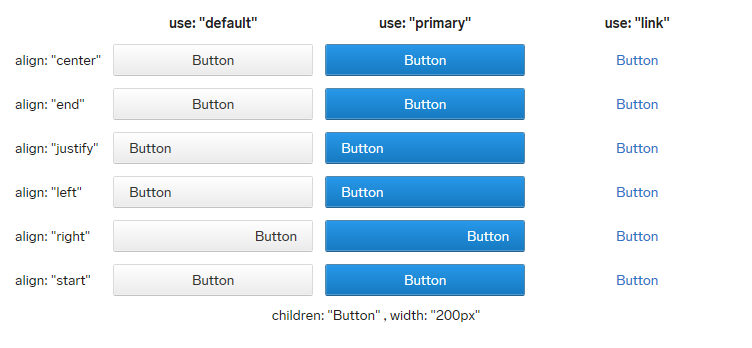 use: "default" use: "primary" use: "link"
align: "center" Button Button Button
align: "end" Button Button Button
align: "justify" Button Button Button
align: "left" Button Button Button
align: "right" Button Button Button
align: "start" Button Button Button
children: "Button" , width: "200px"